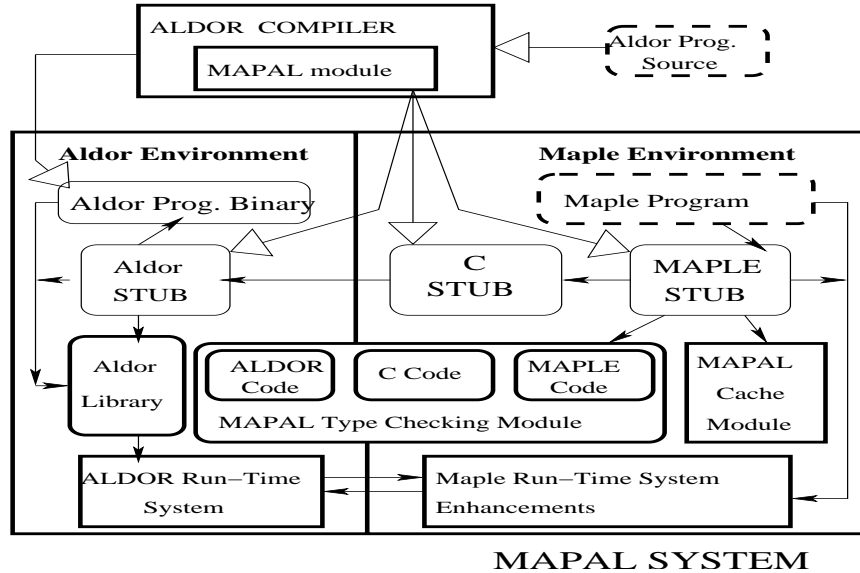 ALDOR COMPILER
MAPAL module
Aldor Prog.
Source
Aldor Environment
Maple Environment
Aldor Prog. Binary
Maple Program
Aldor
STUB
C
STUB
MAPLE
STUB
Aldor
Library
ALDOR
Code
C Code
MAPLE
Code
MAPAL Type Checking Module
MAPAL
Cache
Module
ALDOR Run−Time
System
Maple Run−Time System
Enhancements
MAPAL SYSTEM